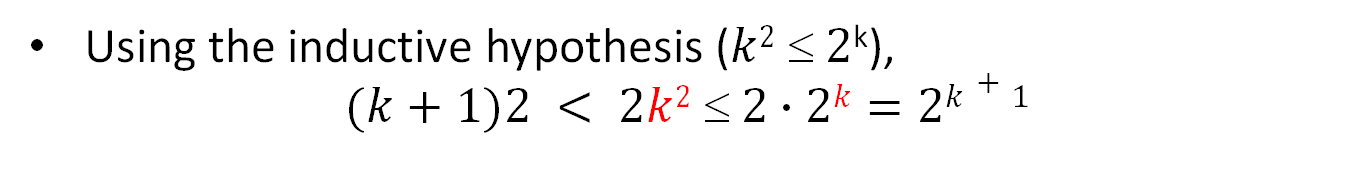 • Using the inductive hypothesis (k² ≤ 2ᵏ),
(k + 1)2 < 2k² ≤ 2 · 2ᵏ = 2ᵏ ⁺ ¹